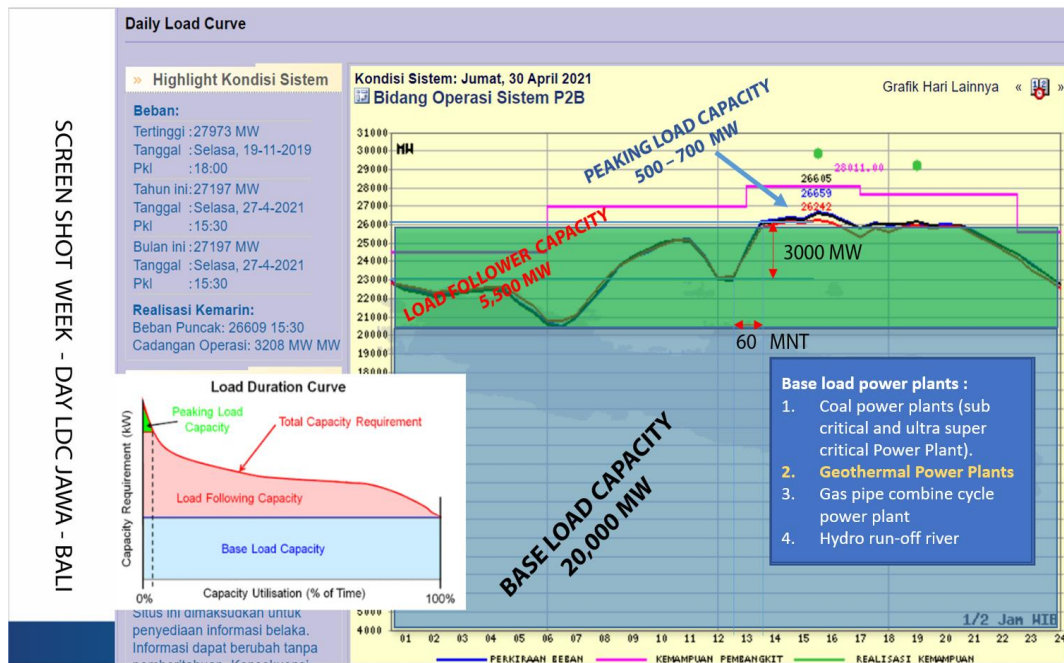 SCREEN SHOT WEEK - DAY LDC JAWA - BALI
Daily Load Curve
» Highlight Kondisi Sistem
Beban:
Tertinggi :27973 MW
Tanggal :Selasa, 19-11-2019
Pkl :18:00
Tahun ini:27197 MW
Tanggal :Selasa, 27-4-2021
Pkl :15:30
Bulan ini :27197 MW
Tanggal :Selasa, 27-4-2021
Pkl :15:30
Realisasi Kemarin:
Beban Puncak: 26609 15:30
Cadangan Operasi: 3208 MW MW
Kondisi Sistem: Jumat, 30 April 2021
Bidang Operasi Sistem P2B
Grafik Hari Lainnya « »
MW
31000
30000
29000
28000
27000
26000
25000
24000
23000
22000
21000
20000
19000
18000
PEAKING LOAD CAPACITY
500 – 700 MW
28011.00
26605
26659
26242
LOAD FOLLOWER CAPACITY
5,500 MW
3000 MW
60 MNT
BASE LOAD CAPACITY
20,000 MW
Base load power plants :
1. Coal power plants (sub
critical and ultra super
critical Power Plant).
2. Geothermal Power Plants
3. Gas pipe combine cycle
power plant
4. Hydro run-off river
Load Duration Curve
Capacity Requirement (kW)
Peaking Load
Capacity
Total Capacity Requirement
Load Following Capacity
Base Load Capacity
0%
100%
Capacity Utilisation (% of Time)
Situs ini dimaksudkan untuk
penyediaan informasi belaka.
Informasi dapat berubah tanpa
5000
4000
1/2 Jam WIB
01 02 03 04 05 06 07 08 09 10 11 12 13 14 15 16 17 18 19 20 21 22 23 24
PERKIRAAN BEBAN
KEMAMPUAN PEMBANGKIT
REALISASI KEMAMPUAN